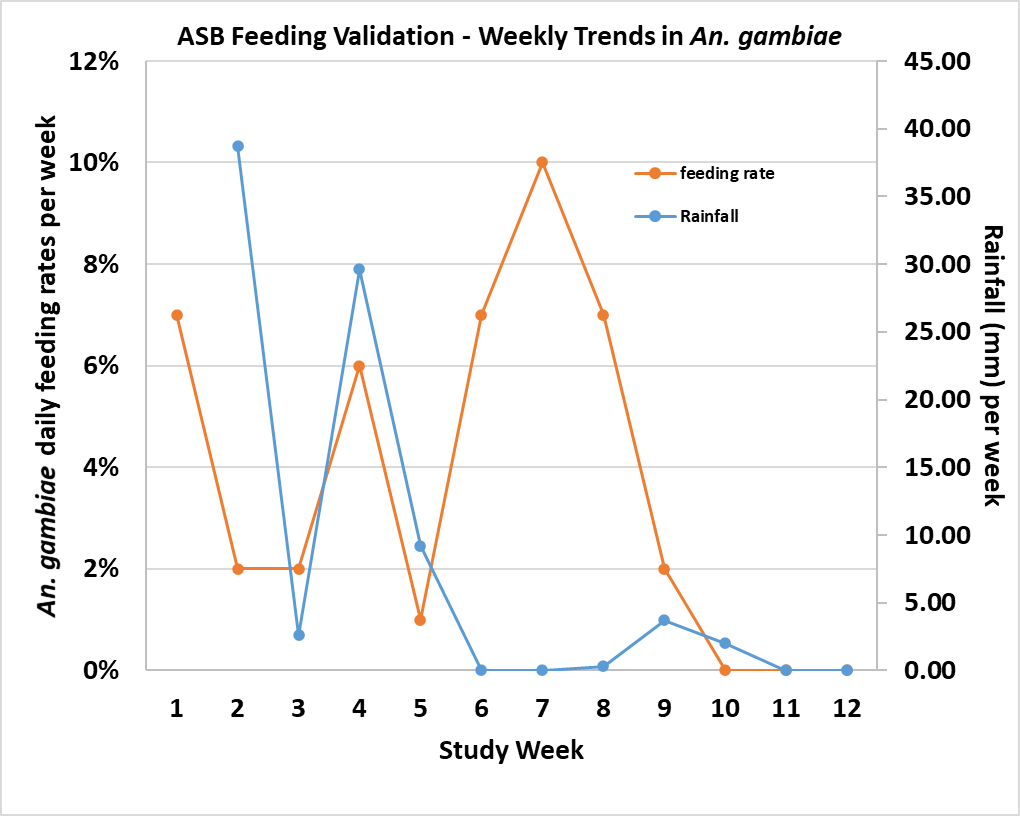 ASB Feeding Validation - Weekly Trends in An. gambiae
An. gambiae daily feeding rates per week
12%
10%
8%
6%
4%
2%
0%
feeding rate
Rainfall
45.00
40.00
35.00
30.00
25.00
20.00
15.00
10.00
5.00
0.00
Rainfall (mm) per week
1 2 3 4 5 6 7 8 9 10 11 12
Study Week